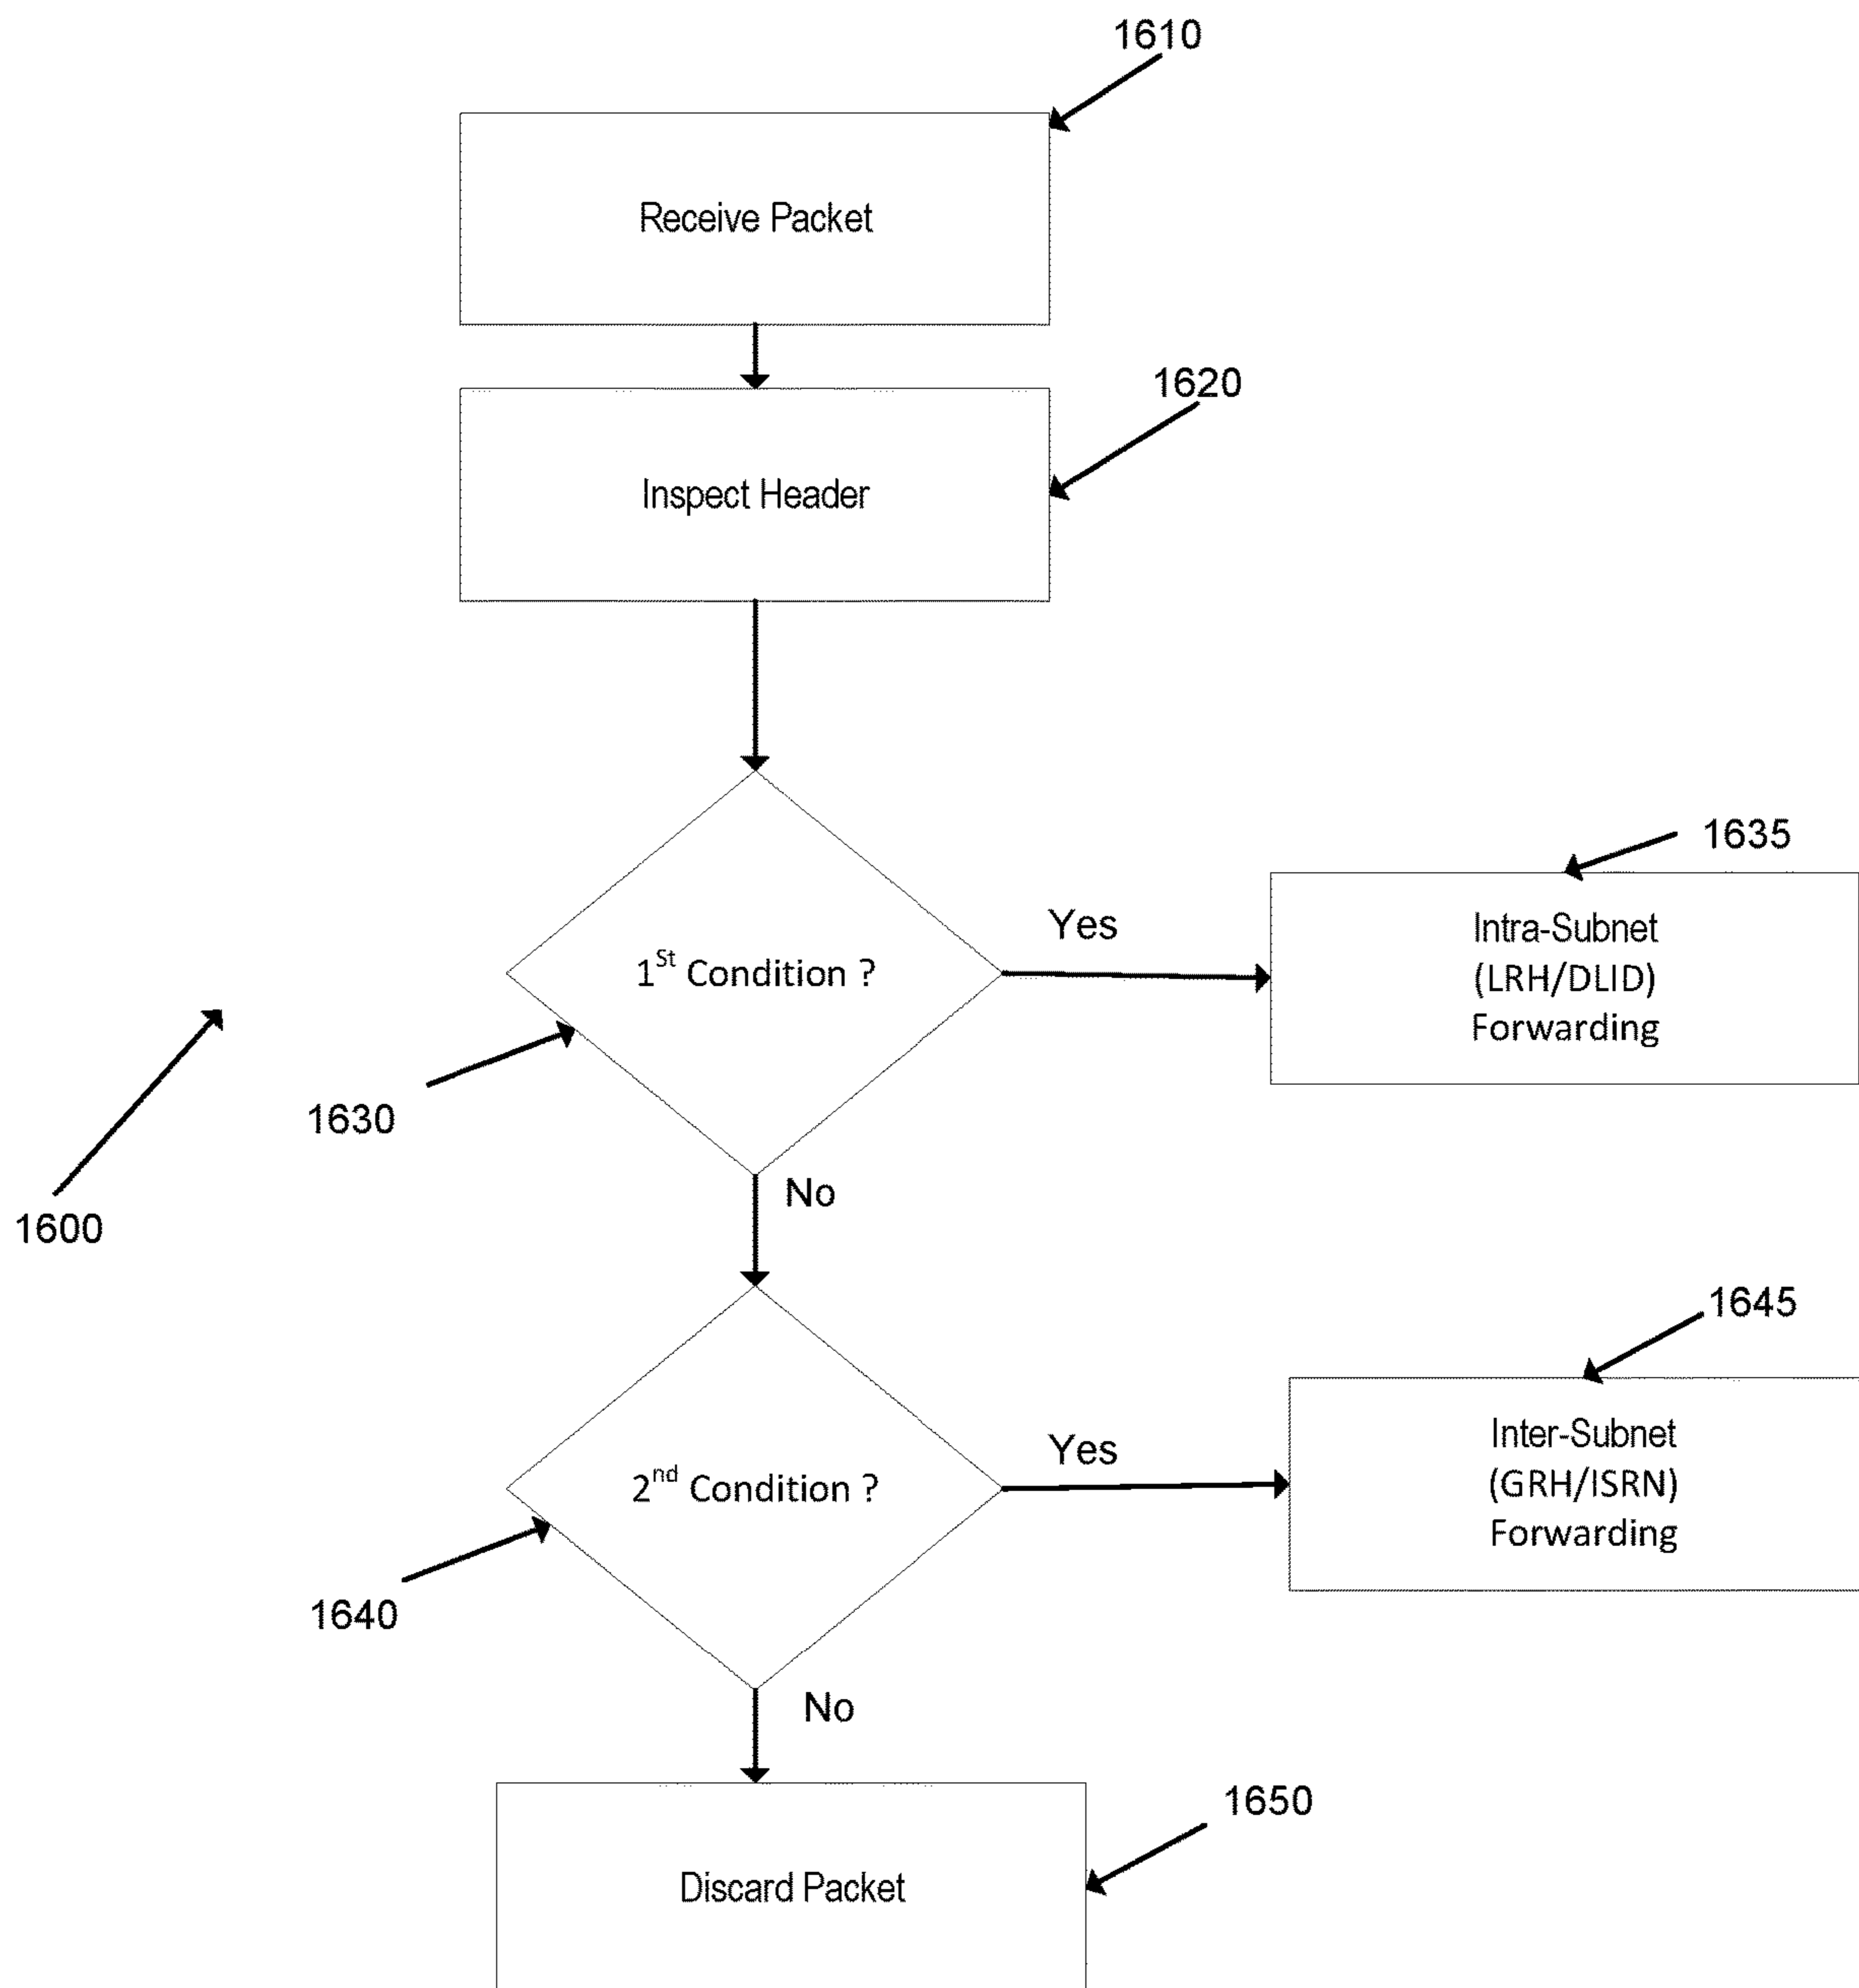 1610
Receive Packet
1620
Inspect Header
1635
Yes
Intra-Subnet
(LRH/DLID)
Forwarding
1St Condition ?
1630
No
1600
1645
Yes
Inter-Subnet
(GRH/ISRN)
Forwarding
2nd Condition ?
1640
No
1650
Discard Packet